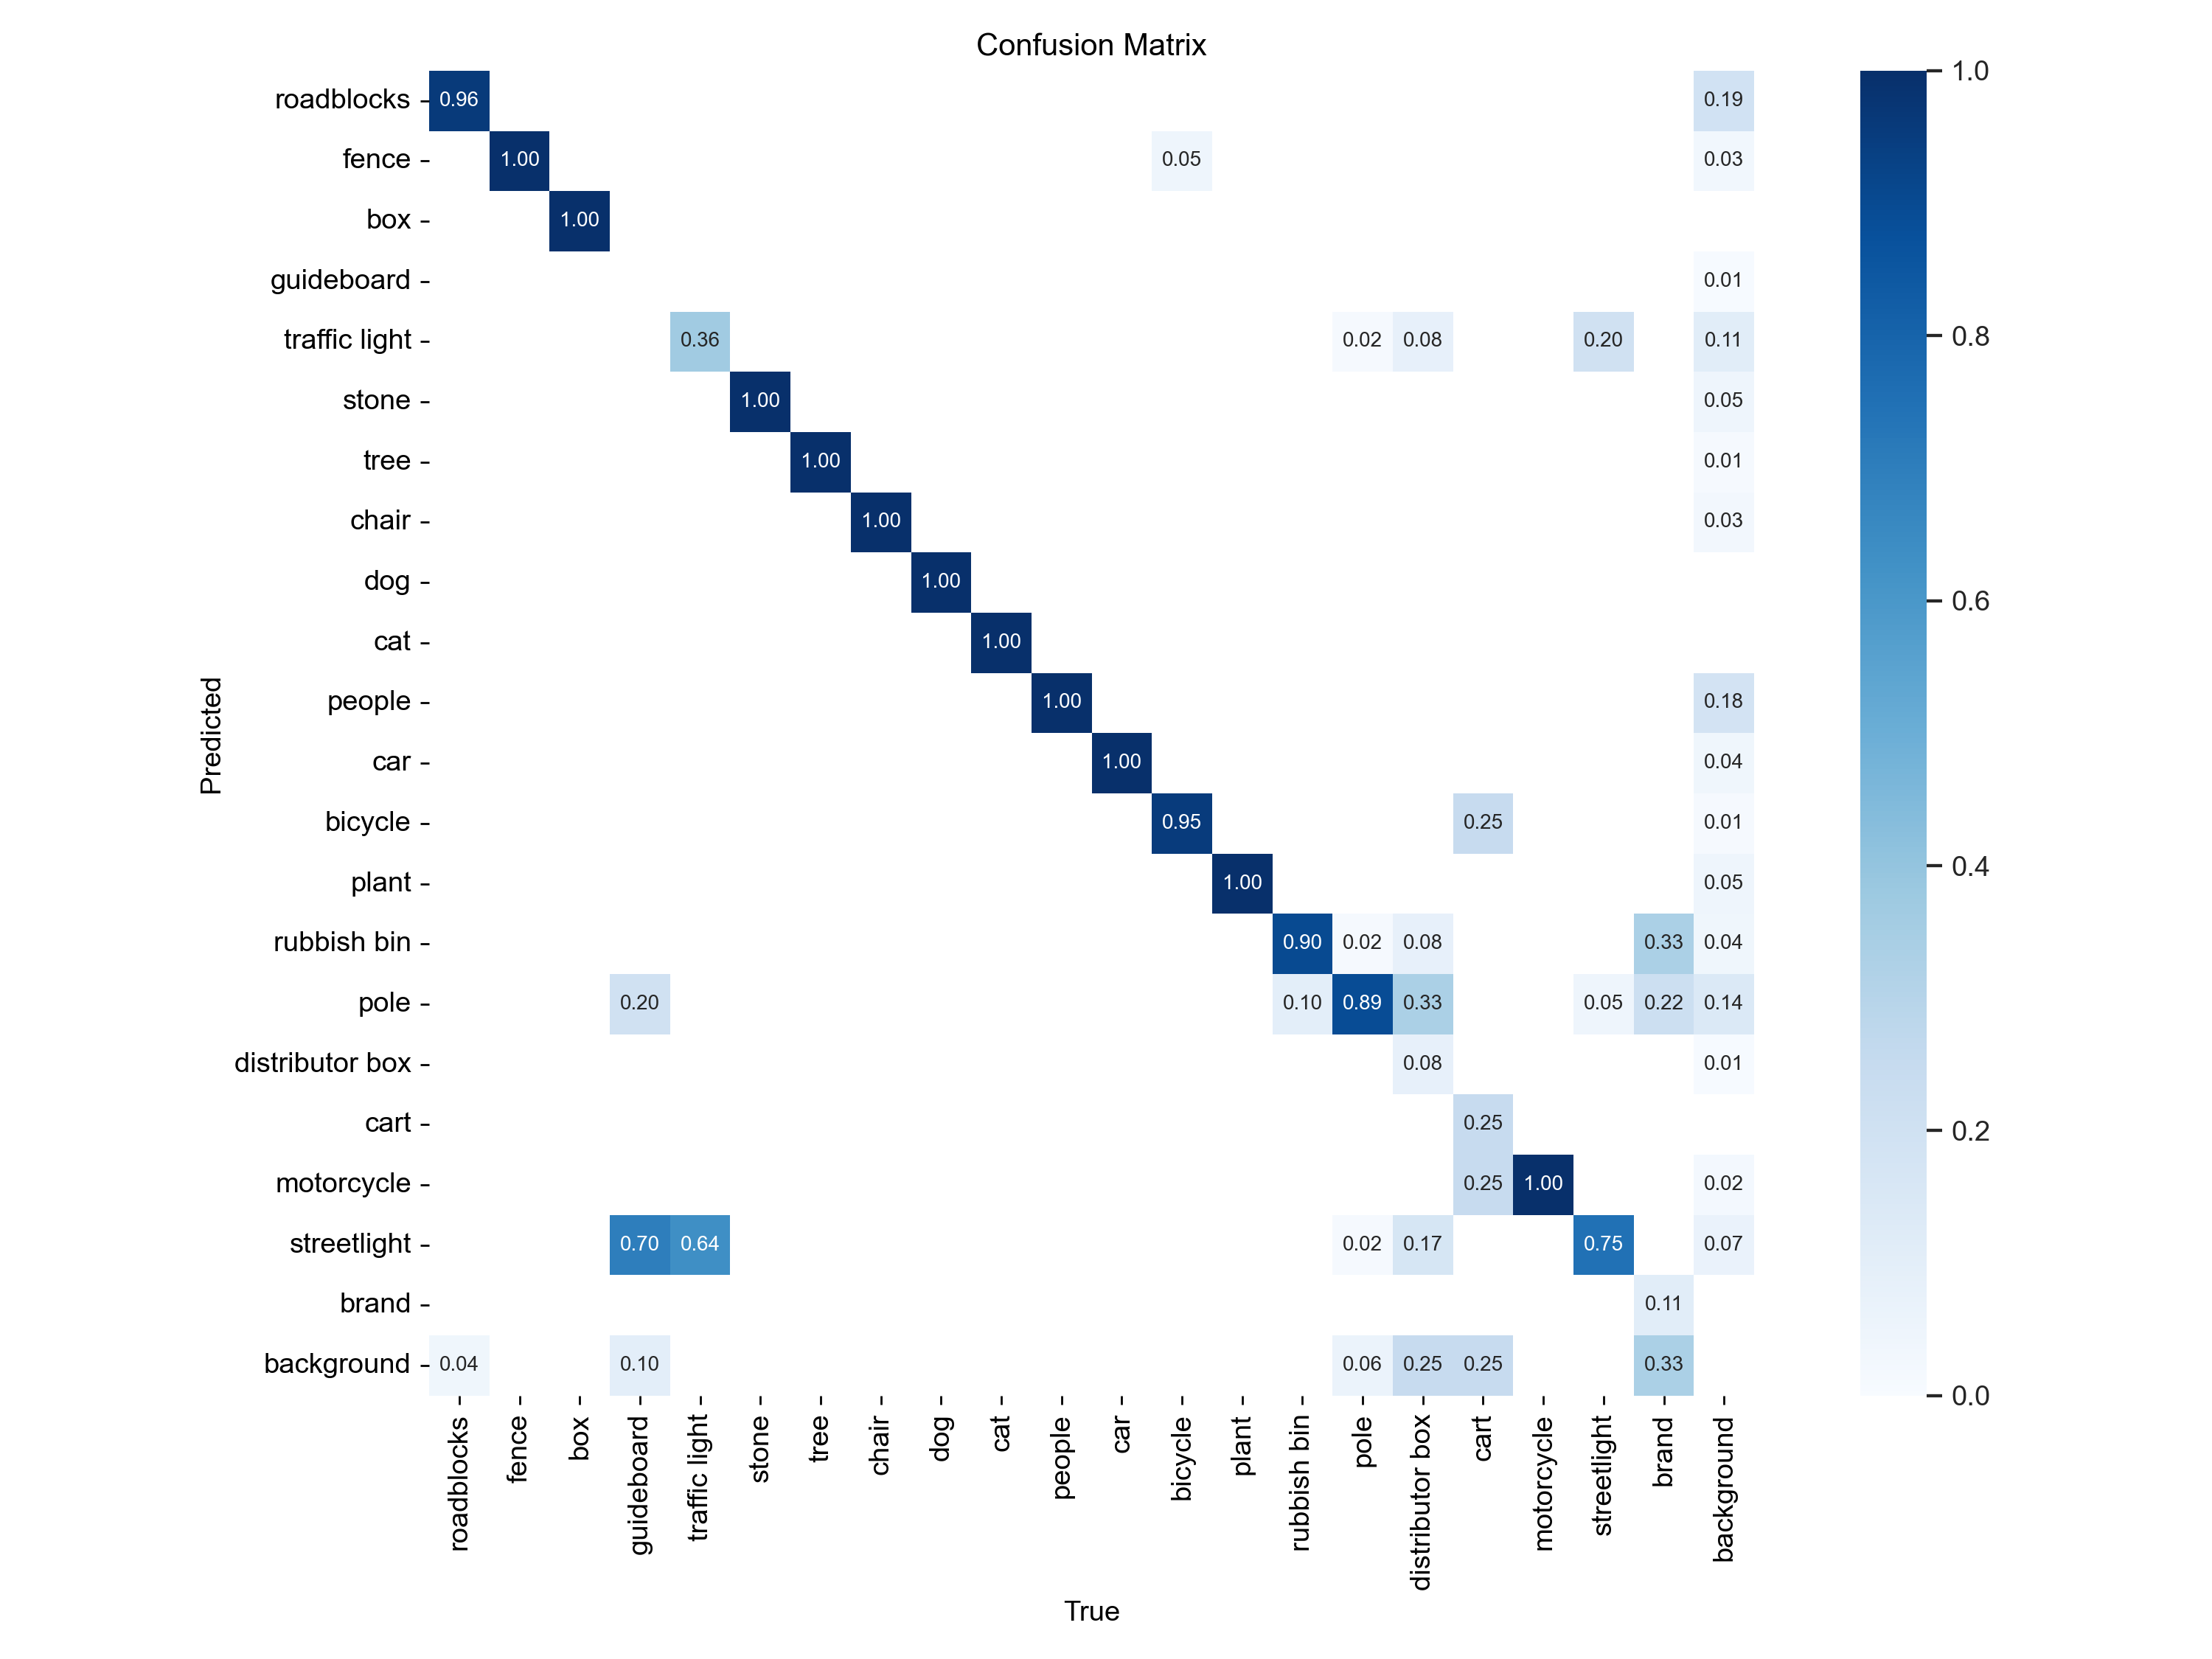 Confusion Matrix
roadblocks 0.96 0.19 1.0
fence 1.00 0.05 0.03
box 1.00
guideboard 0.01
traffic light 0.36 0.02 0.08 0.20 0.11 0.8
stone 1.00 0.05
tree 1.00 0.01
chair 1.00 0.03
dog 1.00 0.6
cat 1.00
people 1.00 0.18
car 1.00 0.04
bicycle 0.95 0.25 0.01
plant 1.00 0.05 0.4
rubbish bin 0.90 0.02 0.08 0.33 0.04
pole 0.20 0.10 0.89 0.33 0.05 0.22 0.14
distributor box 0.08 0.01
cart 0.25 0.2
motorcycle 0.25 1.00 0.02
streetlight 0.70 0.64 0.02 0.17 0.75 0.07
brand 0.11
background 0.04 0.10 0.06 0.25 0.25 0.33 0.0
Predicted
roadblocks
fence
box
guideboard
traffic light
stone
tree
chair
dog
cat
people
car
bicycle
plant
rubbish bin
pole
distributor box
cart
motorcycle
streetlight
brand
background
True